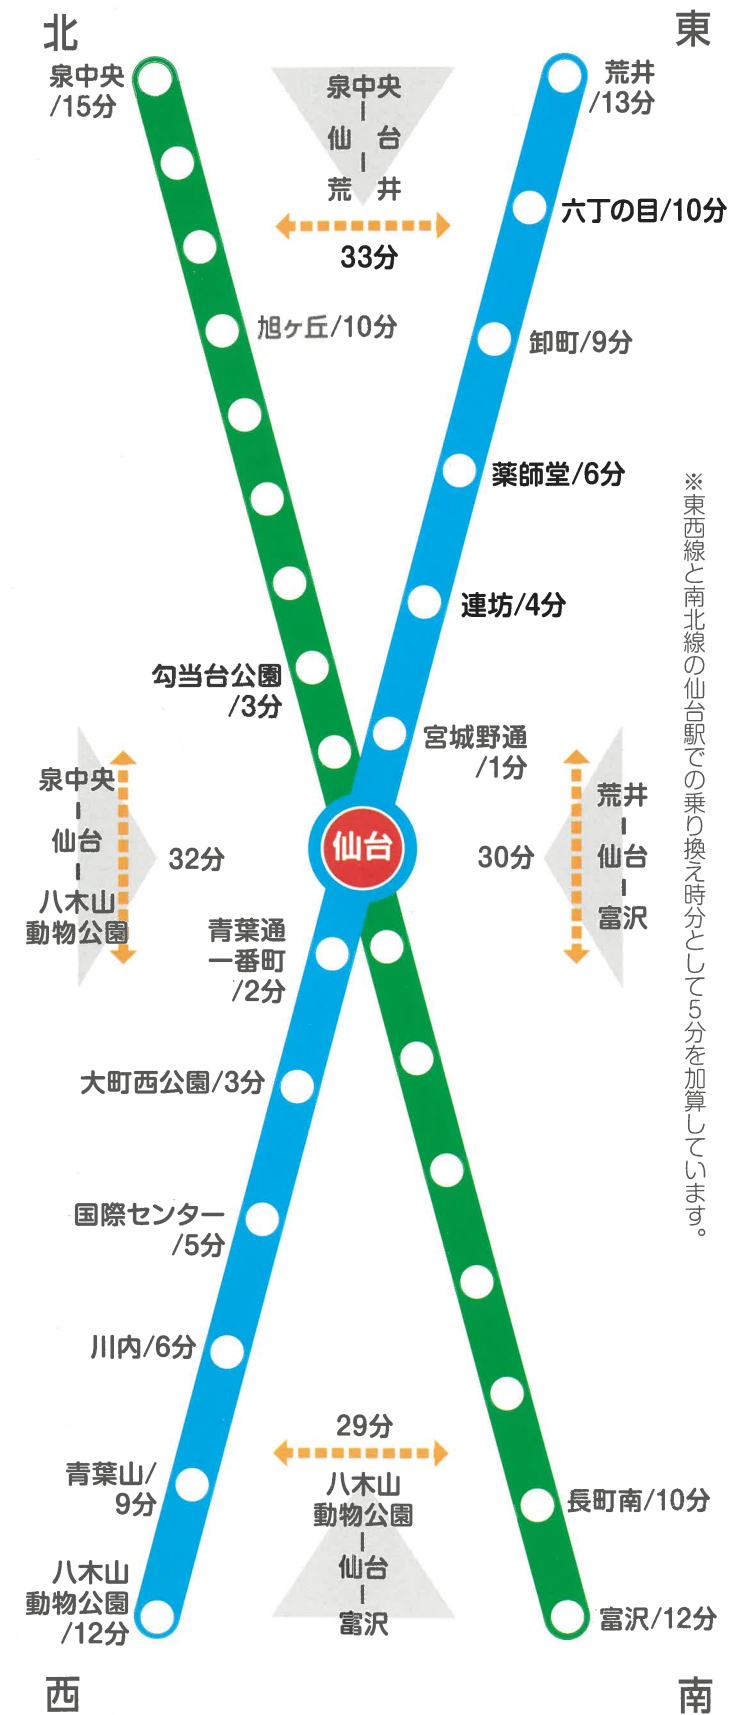 北
東
泉中央
/15分
泉中央
仙 台
荒 井
33分
荒井
/13分
六丁の目/10分
旭ヶ丘/10分
卸町/9分
薬師堂/6分
連坊/4分
勾当台公園
/3分
宮城野通
/1分
泉中央
仙台
八木山
動物公園
32分
仙台
30分
荒井
仙台
富沢
※東西線と南北線の仙台駅での乗り換え時分として5分を加算しています。
青葉通
一番町
/2分
大町西公園/3分
国際センター
/5分
川内/6分
青葉山/
9分
29分
八木山
動物公園
仙台
富沢
長町南/10分
八木山
動物公園
/12分
富沢/12分
西
南